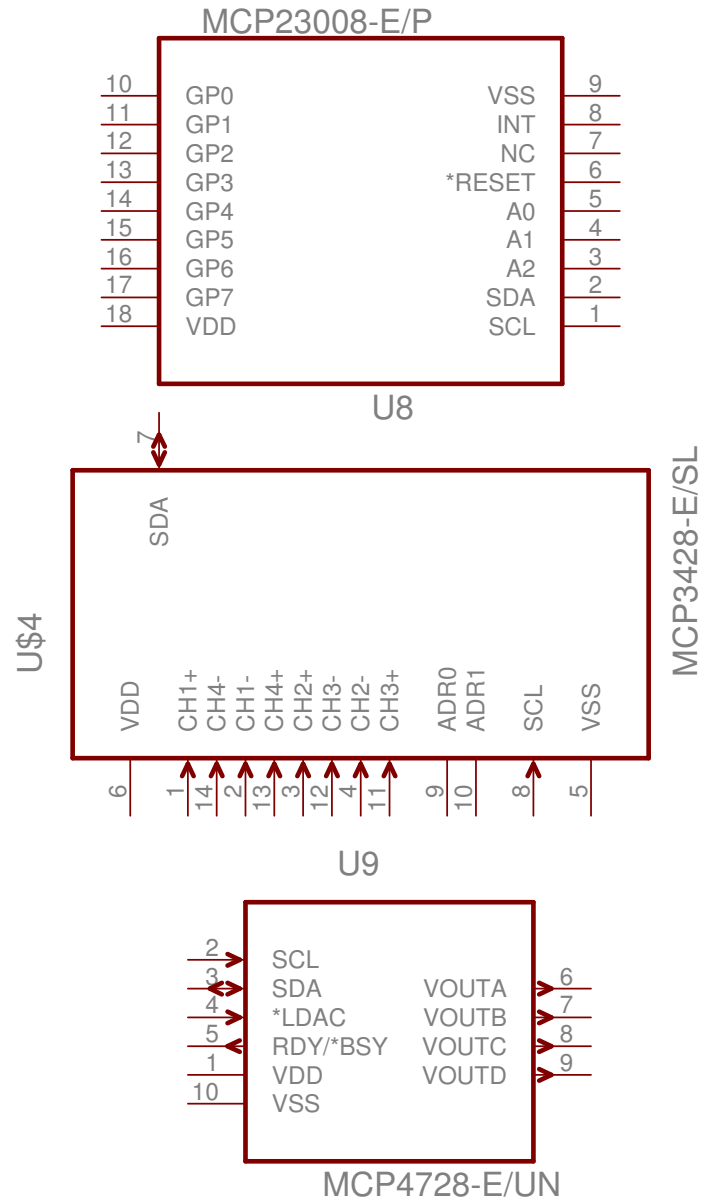 MCP23008-E/P
10 GP0 VSS 9
11 GP1 INT 8
12 GP2 NC 7
13 GP3 *RESET 6
14 GP4 A0 5
15 GP5 A1 4
16 GP6 A2 3
17 GP7 SDA 2
18 VDD SCL 1
U8
7
SDA
MCP3428-E/SL
U$4
VDD CH1+ CH4- CH1- CH4+ CH2+ CH3- CH2- CH3+ ADR0 ADR1 SCL VSS
6 1 14 2 13 3 12 4 11 9 10 8 5
U9
2 SCL
3 SDA VOUTA 6
4 *LDAC VOUTB 7
5 RDY/*BSY VOUTC 8
1 VDD VOUTD 9
10 VSS
MCP4728-E/UN